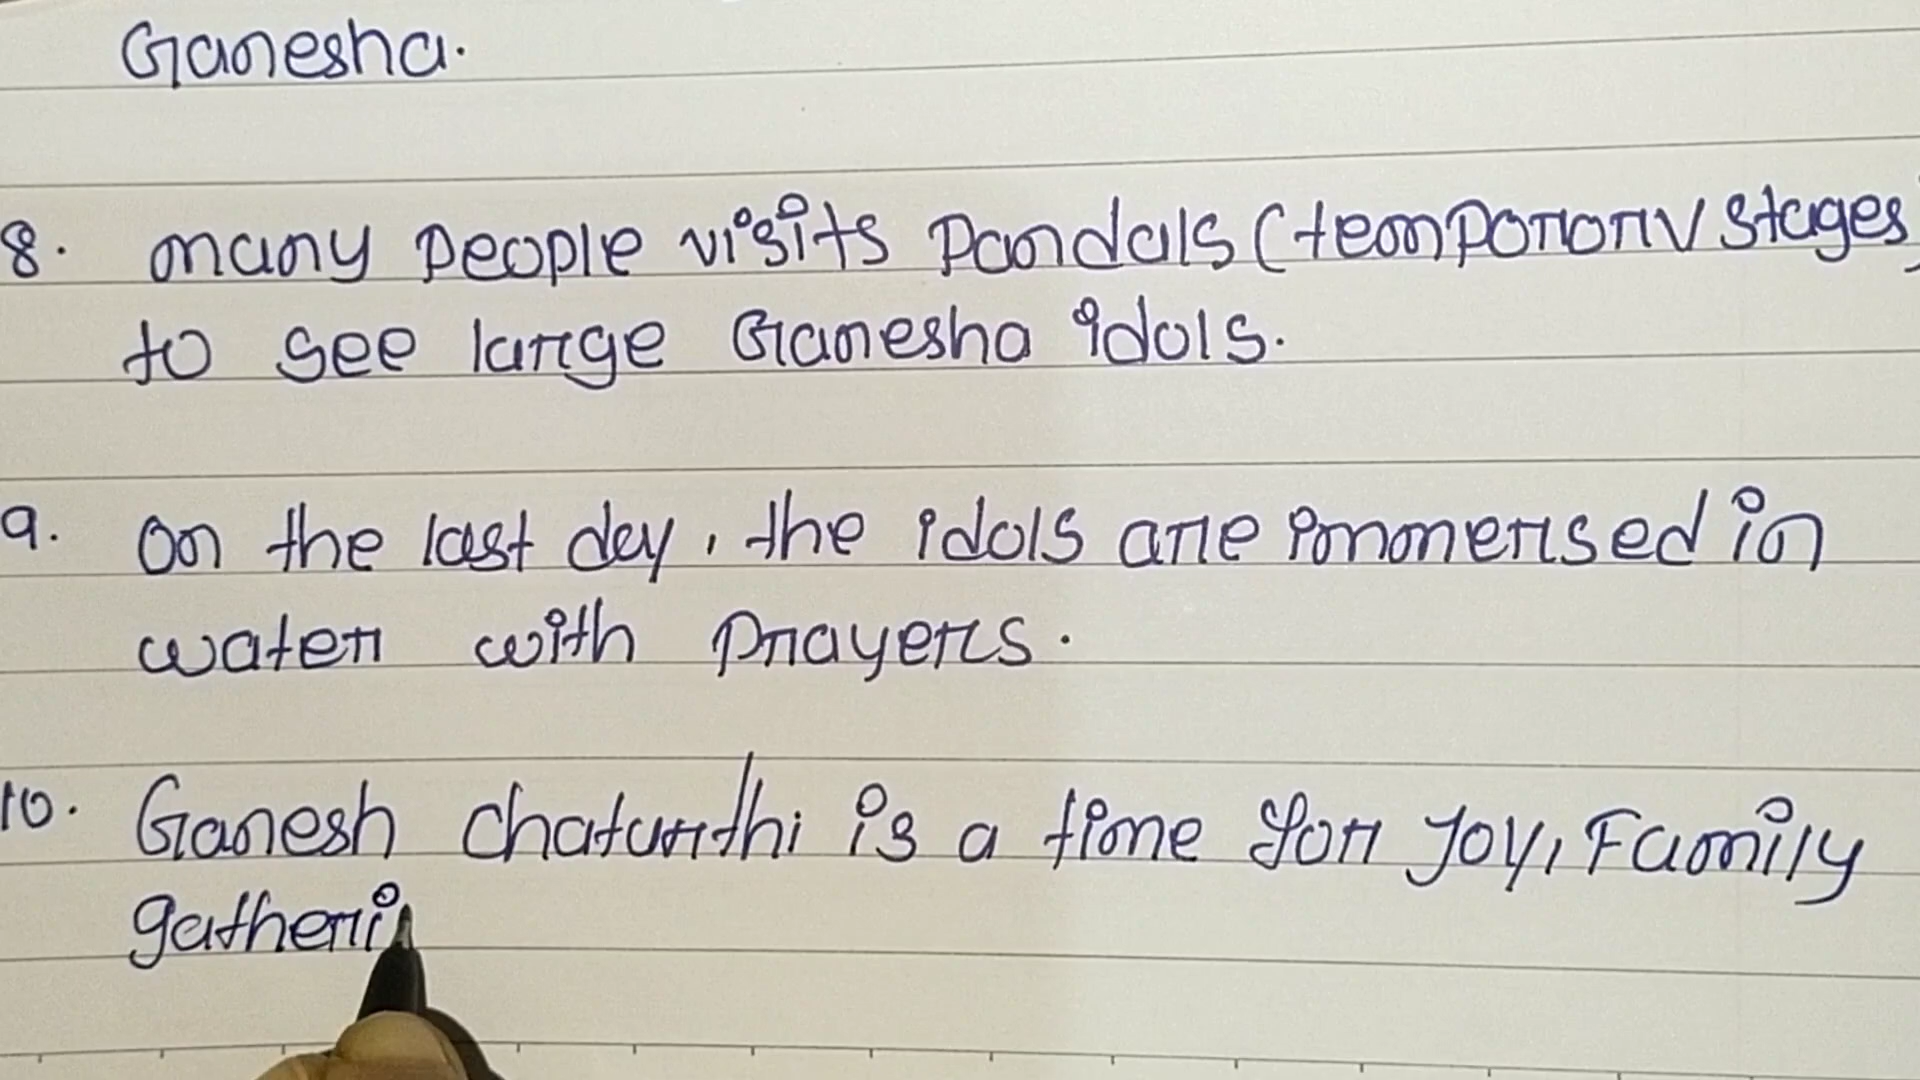 Ganesha.
8. many people visits Pandals (temporary stages)
to see large Ganesha idols.
9. On the last day, the idols are immersed in
water with Prayers.
10. Ganesh chaturthi is a time for Joy, Family
gatheri